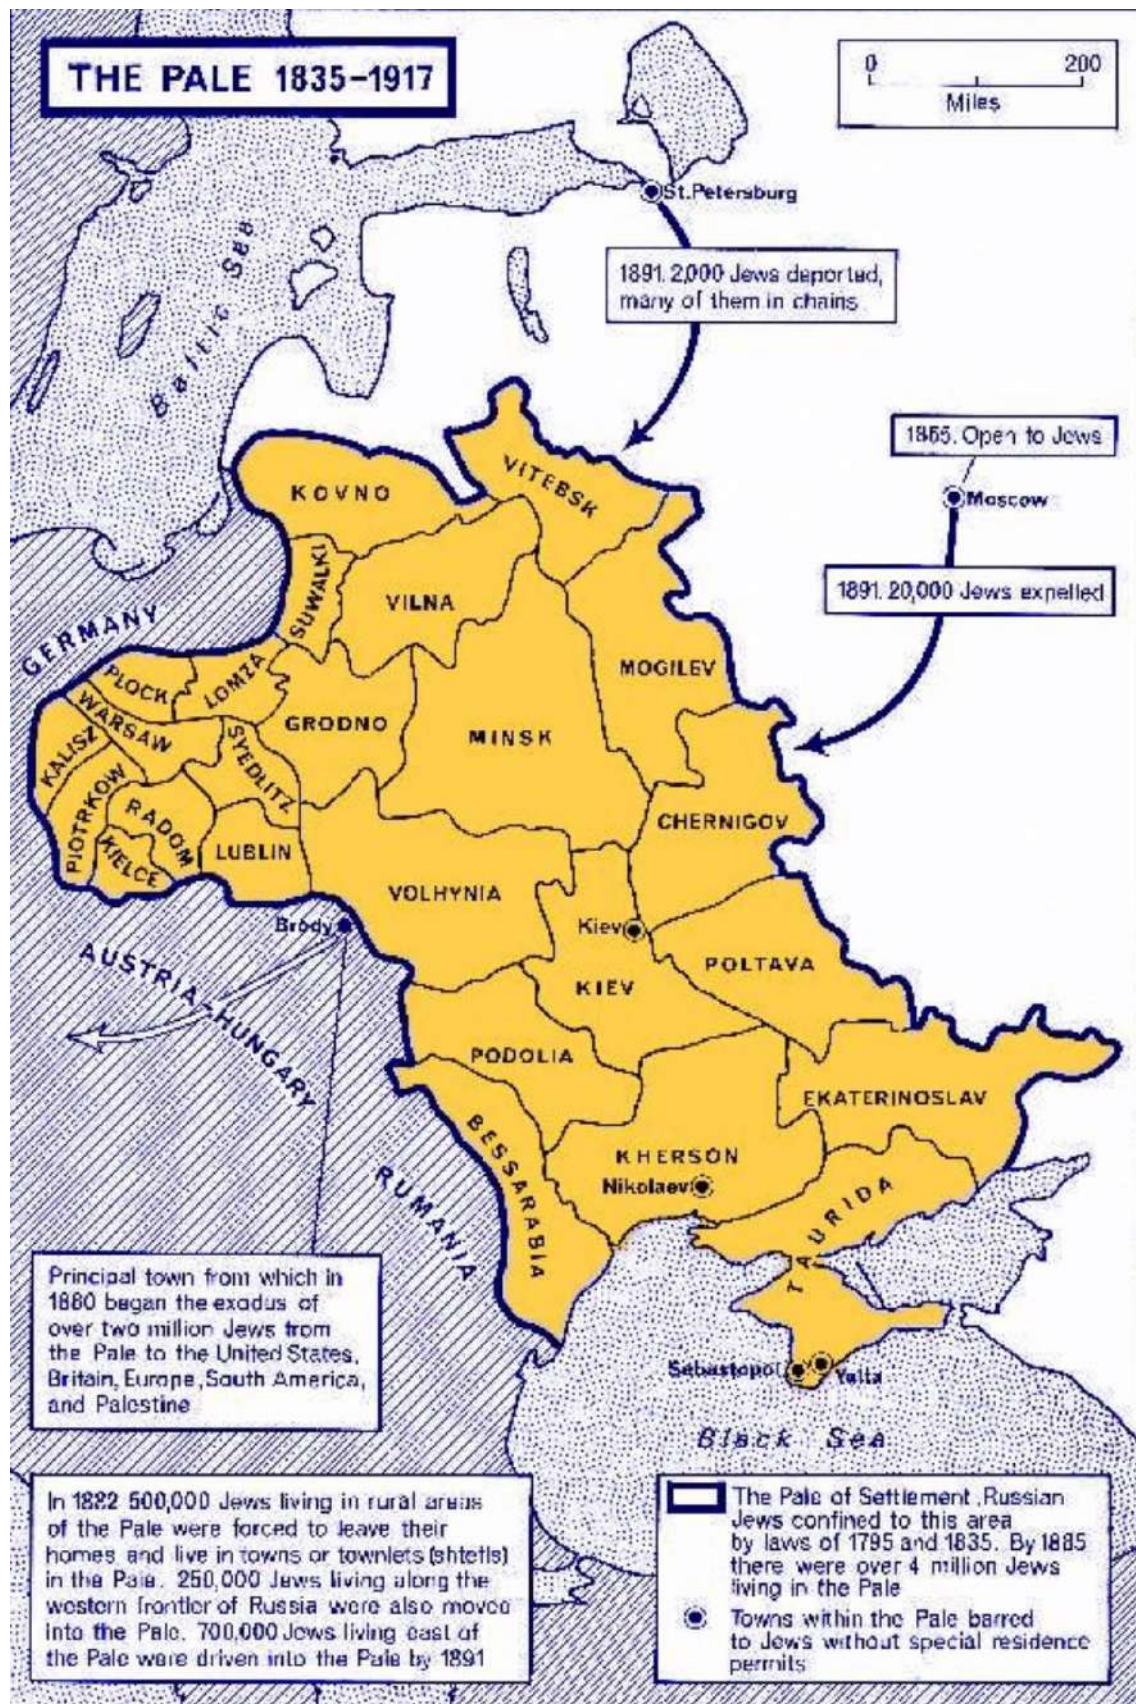 THE PALE 1835-1917
0 200
Miles
St.Petersburg
1891. 2,000 Jews deported,
many of them in chains
Baltic Sea
1865. Open to Jews
Moscow
1891. 20,000 Jews expelled
KOVNO
VITEBSK
SUWALKI
VILNA
GERMANY
MOGILEV
PLOCK
LOMZA
WARSAW
GRODNO
MINSK
KALISZ
SYEDLITZ
PIOTRKOW
RADOM
CHERNIGOV
KIELCE
LUBLIN
VOLHYNIA
Brody
Kiev
AUSTRIA-HUNGARY
POLTAVA
KIEV
PODOLIA
EKATERINOSLAV
BESSARABIA
KHERSON
Nikolaev
RUMANIA
TAURIDA
Principal town from which in
1880 began the exodus of
over two million Jews from
the Pale to the United States,
Britain, Europe, South America,
and Palestine
Sebastopol
Yalta
Black Sea
In 1882 500,000 Jews living in rural areas
of the Pale were forced to leave their
homes and live in towns or townlets (shtetls)
in the Pale. 250,000 Jews living along the
western frontier of Russia were also moved
into the Pale. 700,000 Jews living east of
the Pale were driven into the Pale by 1891
The Pale of Settlement, Russian
Jews confined to this area
by laws of 1795 and 1835. By 1885
there were over 4 million Jews
living in the Pale
Towns within the Pale barred
to Jews without special residence
permits